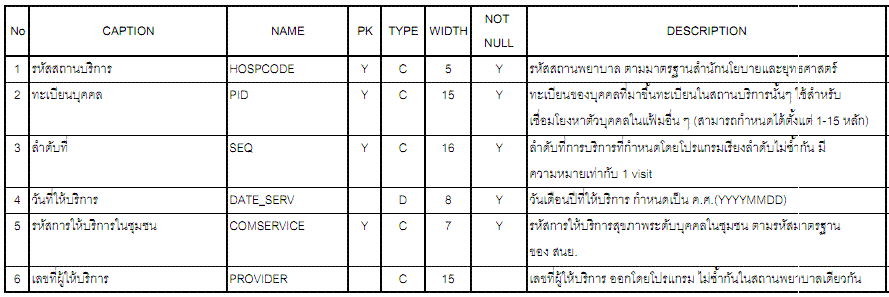 No CAPTION NAME PK TYPE WIDTH NOT NULL DESCRIPTION
1 รหัสสถานบริการ HOSPCODE Y C 5 Y รหัสสถานพยาบาล ตามมาตรฐานสำนักนโยบายและยุทธศาสตร์
2 ทะเบียนบุคคล PID Y C 15 Y ทะเบียนของบุคคลที่มาขึ้นทะเบียนในสถานบริการนั้นๆ ใช้สำหรับ
เชื่อมโยงหาตัวบุคคลในแฟ้มอื่น ๆ (สามารถกำหนดได้ตั้งแต่ 1-15 หลัก)
3 ลำดับที่ SEQ Y C 16 Y ลำดับที่การบริการที่กำหนดโดยโปรแกรมเรียงลำดับไม่ซ้ำกัน มี
ความหมายเท่ากับ 1 visit
4 วันที่ให้บริการ DATE_SERV D 8 Y วันเดือนปีที่ให้บริการ กำหนดเป็น ค.ศ.(YYYYMMDD)
5 รหัสการให้บริการในชุมชน COMSERVICE Y C 7 Y รหัสการให้บริการสุขภาพระดับบุคคลในชุมชน ตามรหัสมาตรฐาน
ของ สนย.
6 เลขที่ผู้ให้บริการ PROVIDER C 15 เลขที่ผู้ให้บริการ ออกโดยโปรแกรม ไม่ซ้ำกันในสถานพยาบาลเดียวกัน